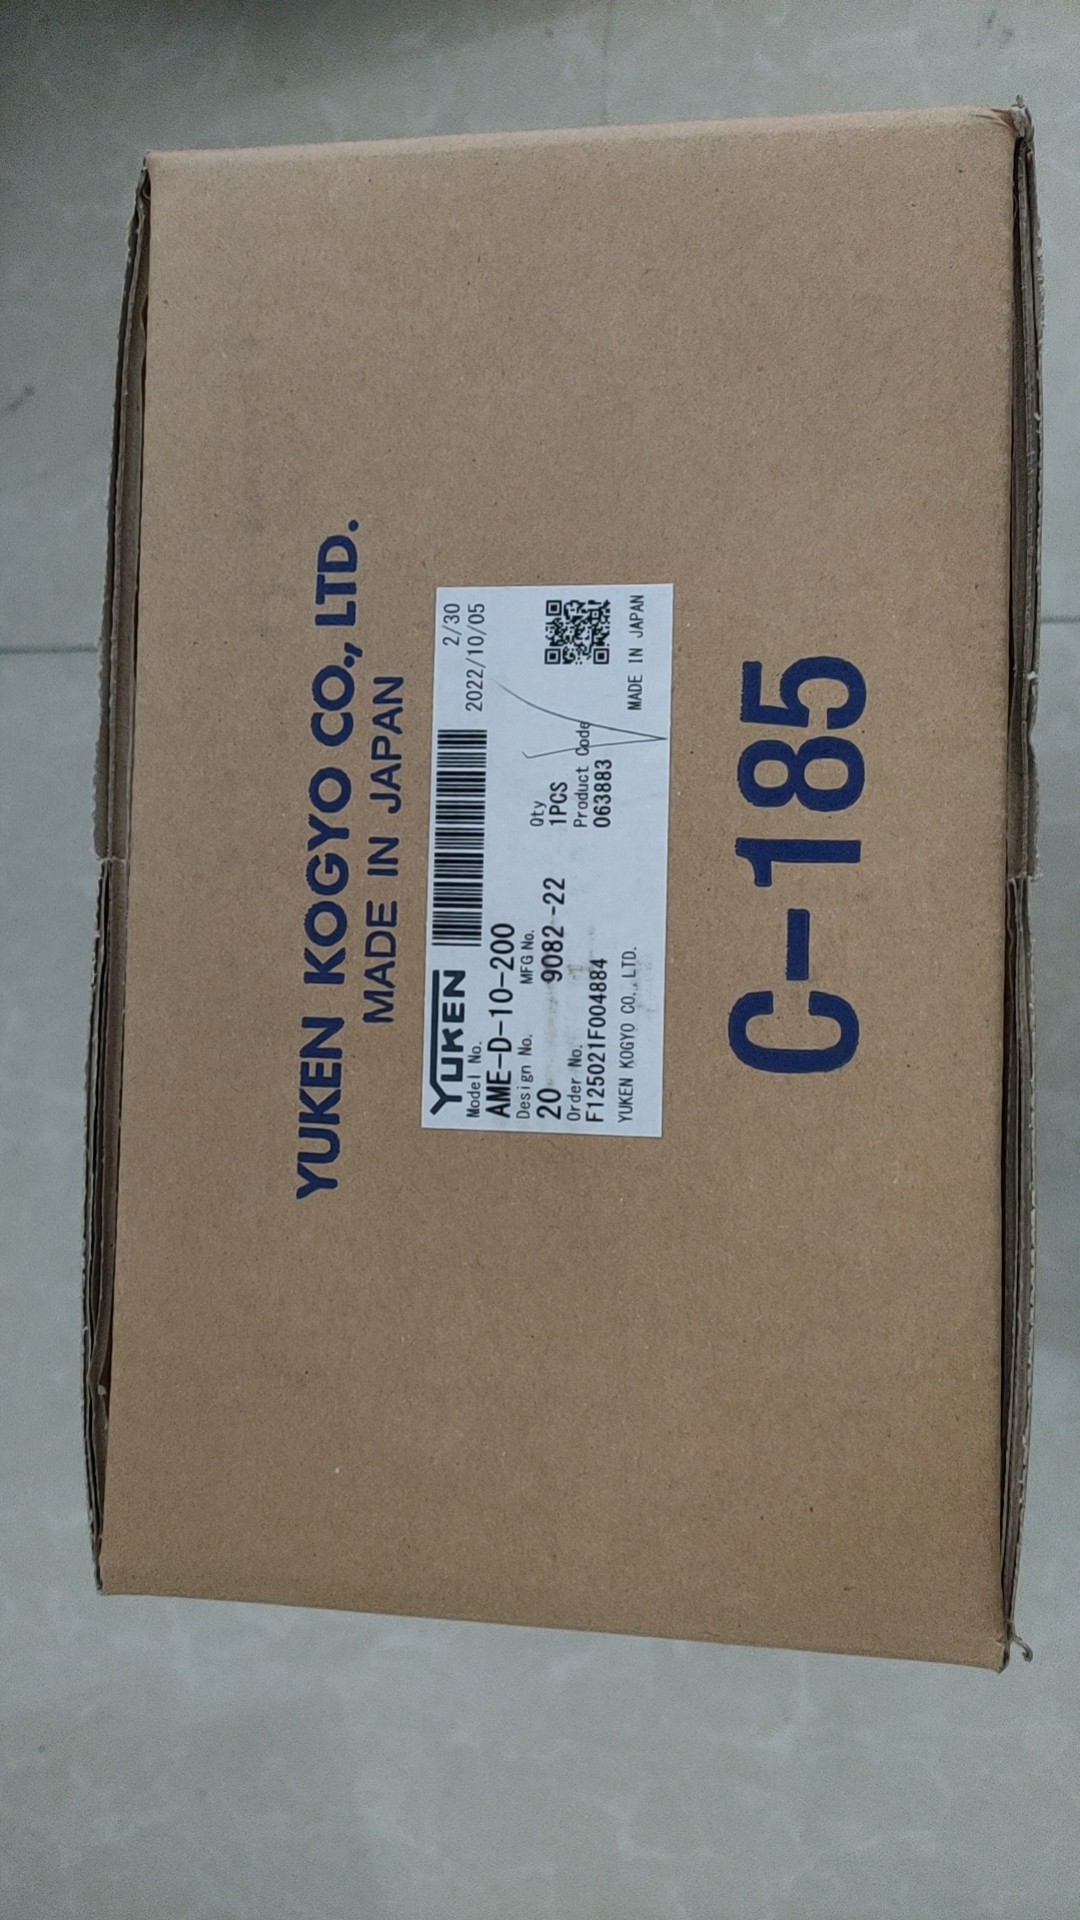 YUKEN KOGYO CO., LTD.
MADE IN JAPAN
YUKEN 2/30
2022/10/05
Model No.
AME-D-10-200
Design No. MFG No. Qty
20 9082-22 1PCS
Order No. Product Code
F125021F004884 063883
YUKEN KOGYO CO., LTD. MADE IN JAPAN
C-185